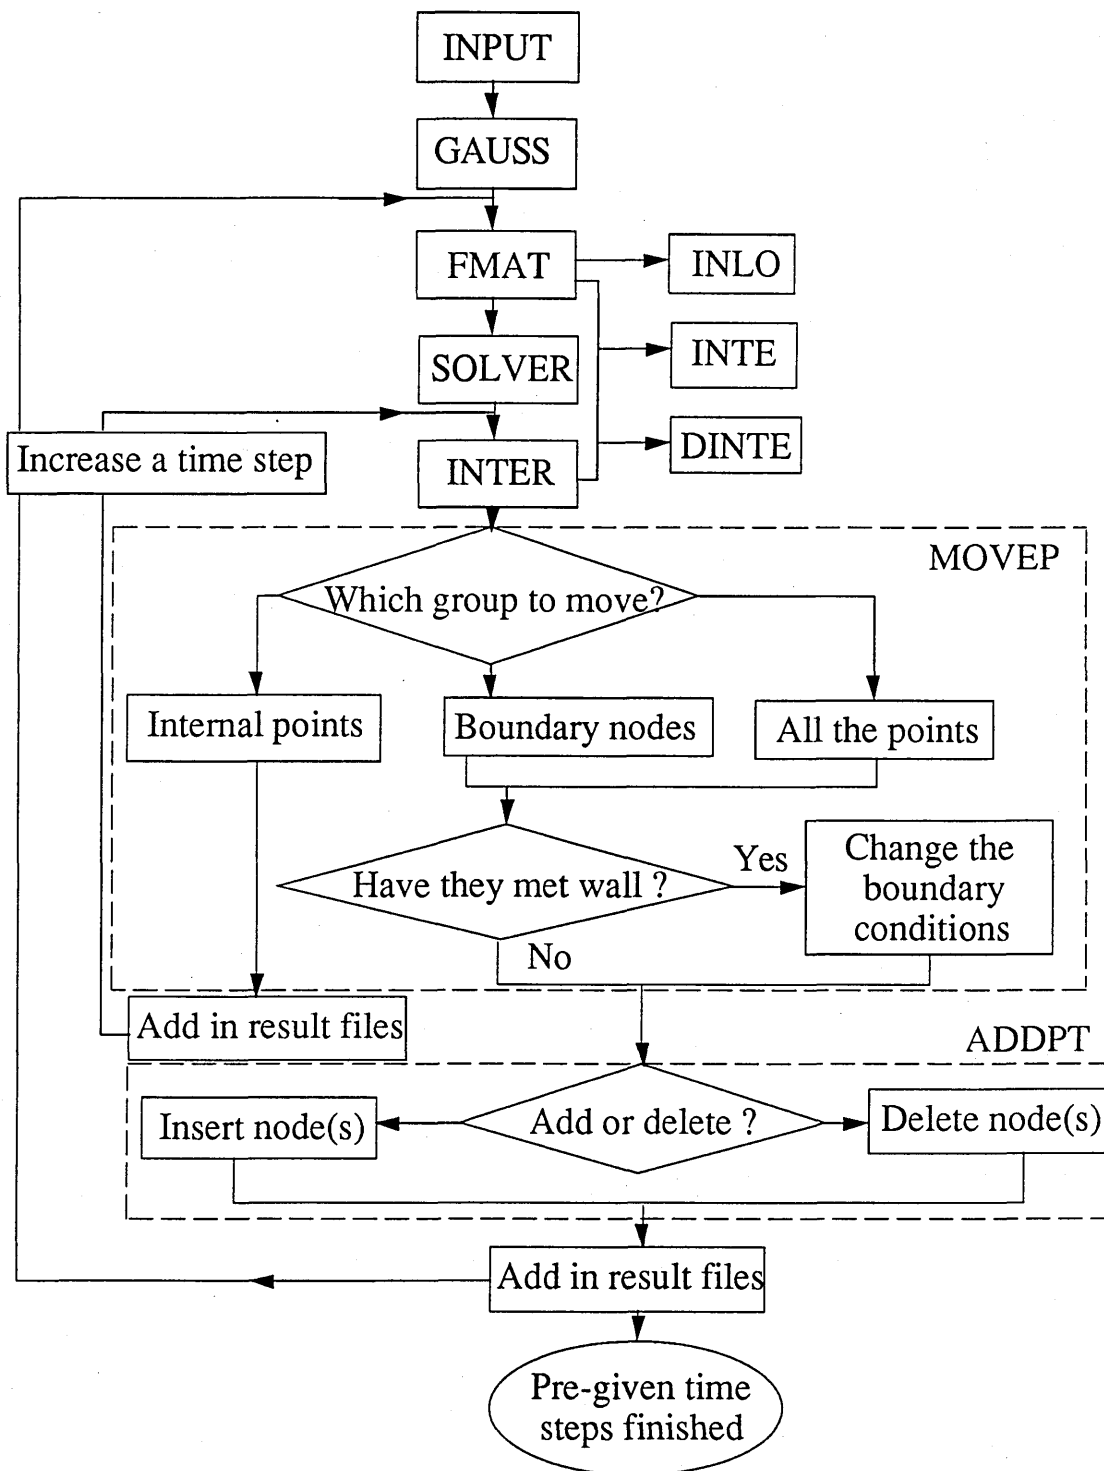 INPUT
GAUSS
FMAT
INLO
SOLVER
INTE
Increase a time step
INTER
DINTE
MOVEP
Which group to move?
Internal points
Boundary nodes
All the points
Have they met wall ?
Yes
Change the
boundary
conditions
No
Add in result files
ADDPT
Insert node(s)
Add or delete ?
Delete node(s)
Add in result files
Pre-given time
steps finished